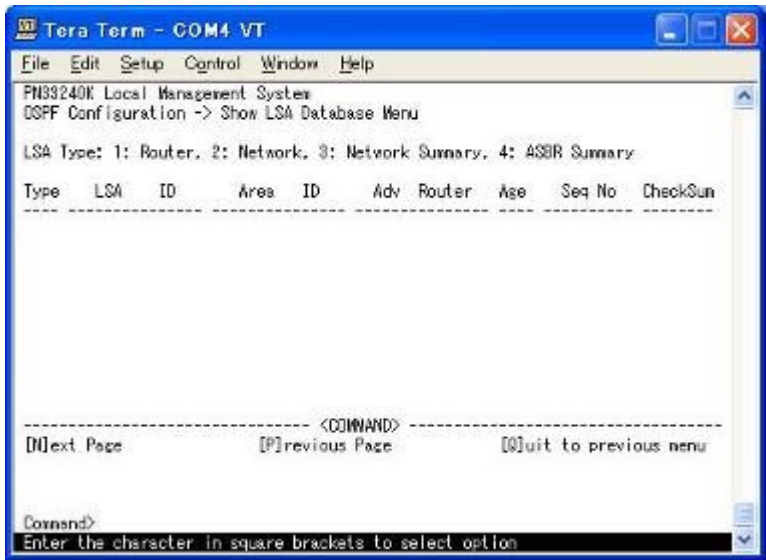 Tera Term - COM4 VT
File Edit Setup Control Window Help
PN33240K Local Management System
OSPF Configuration -> Show LSA Database Menu
LSA Type: 1: Router, 2: Network, 3: Network Summary, 4: ASBR Summary
Type LSA ID Area ID Adv Router Age Seq No CheckSum
---- --------------- --------------- --------------- ---- ---------- --------
------------------------------- <COMMAND> ----------------------------------
[N]ext Page [P]revious Page [Q]uit to previous menu
Command>
Enter the character in square brackets to select option